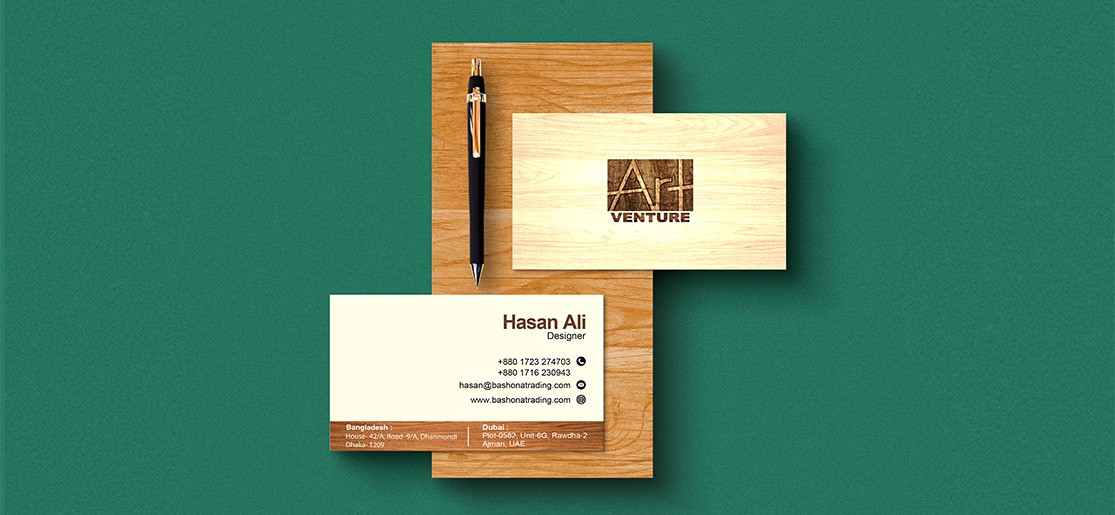 Art
VENTURE
Hasan Ali
Designer
+880 1723 274703
+880 1716 230943
hasan@bashonatrading.com
www.bashonatrading.com
Bangladesh :
House- 42/A, Road- 9/A, Dhanmondi
Dhaka- 1209
Dubai :
Plot-0582, Unit-6G, Rawdha-2
Ajman, UAE.